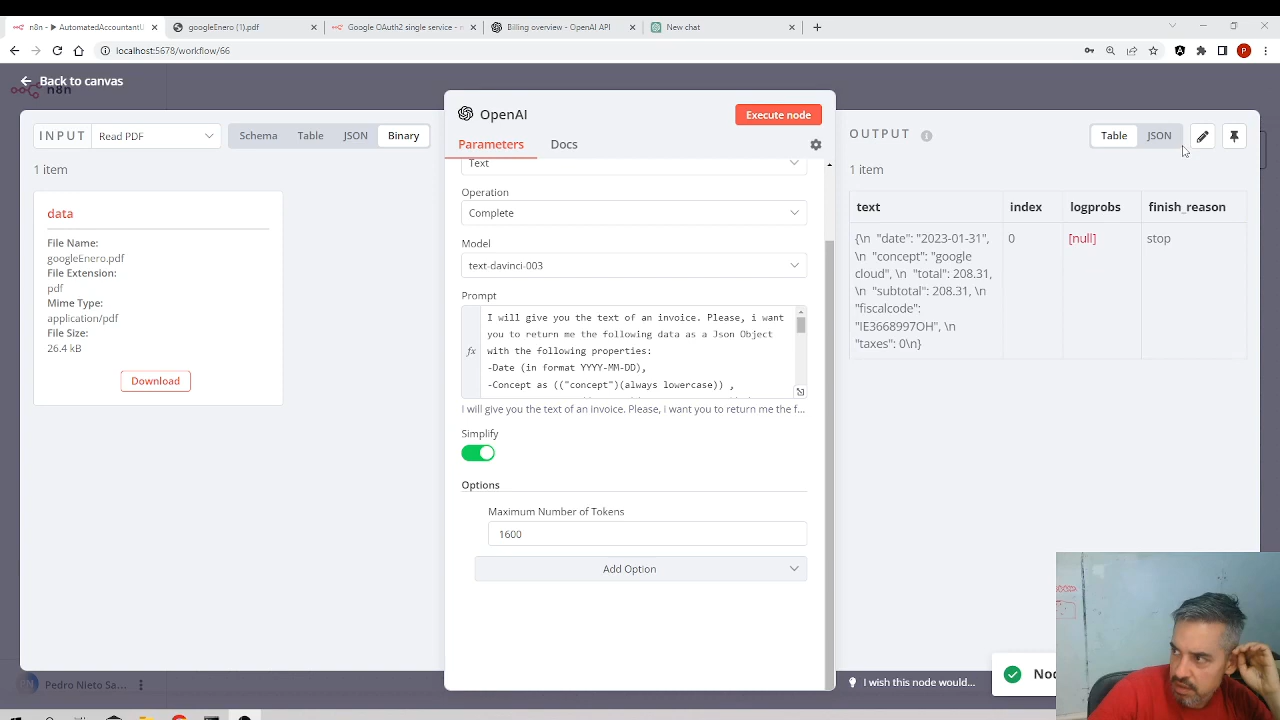 n8n - ▶ AutomatedAccountantU
googleEnero (1).pdf
Google OAuth2 single service - n
Billing overview - OpenAI API
New chat
localhost:5678/workflow/66
P
Back to canvas
n8n
INPUT
Read PDF
Schema
Table
JSON
Binary
1 item
data
File Name:
googleEnero.pdf
File Extension:
pdf
Mime Type:
application/pdf
File Size:
26.4 kB
Download
OpenAI
Execute node
Parameters
Docs
Text
Operation
Complete
Model
text-davinci-003
Prompt
fx
I will give you the text of an invoice. Please, i want
you to return me the following data as a Json Object
with the following properties:
-Date (in format YYYY-MM-DD),
-Concept as (("concept")(always lowercase)) ,
I will give you the text of an invoice. Please, i want you to return me the f...
Simplify
Options
Maximum Number of Tokens
1600
Add Option
OUTPUT
Table
JSON
1 item
text
index
logprobs
finish_reason
{\n "date": "2023-01-31",
\n "concept": "google
cloud", \n "total": 208.31,
\n "subtotal": 208.31, \n
"fiscalcode":
"IE3668997OH", \n
"taxes": 0\n}
0
[null]
stop
Pedro Nieto Sa...
I wish this node would...